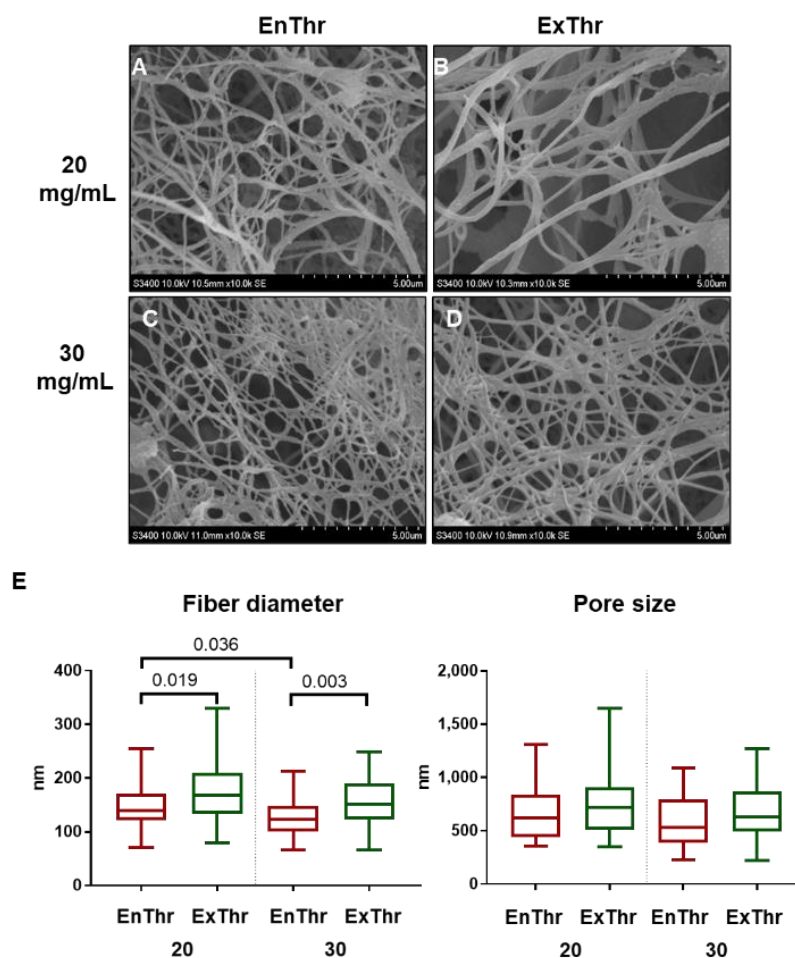 EnThr ExThr
A B
20
mg/mL
S3400 10.0kV 10.5mm x10.0k SE 5.00um
S3400 10.0kV 10.3mm x10.0k SE 5.00um
C D
30
mg/mL
S3400 10.0kV 11.0mm x10.0k SE 5.00um
S3400 10.0kV 10.9mm x10.0k SE 5.00um
E
Fiber diameter
0.036
0.019
0.003
400
300
200
100
0
nm
EnThr ExThr EnThr ExThr
20 30
Pore size
2,000
1,500
1,000
500
0
nm
EnThr ExThr EnThr ExThr
20 30